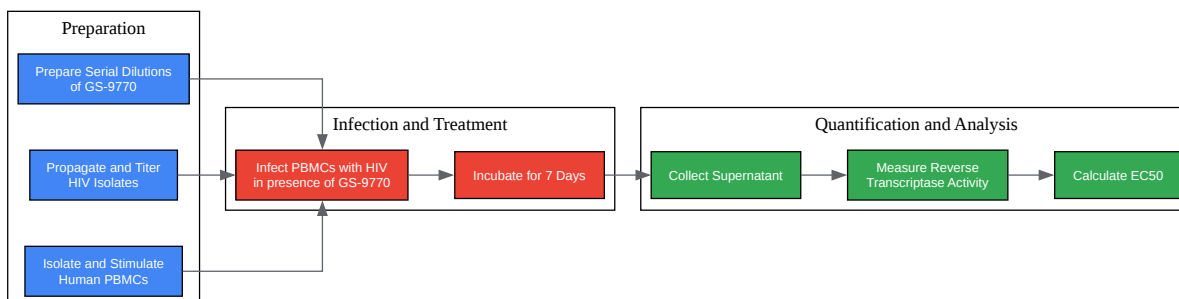 Preparation
Prepare Serial Dilutions
of GS-9770
Propagate and Titer
HIV Isolates
Isolate and Stimulate
Human PBMCs
Infection and Treatment
Infect PBMCs with HIV
in presence of GS-9770
Incubate for 7 Days
Quantification and Analysis
Collect Supernatant
Measure Reverse
Transcriptase Activity
Calculate EC50